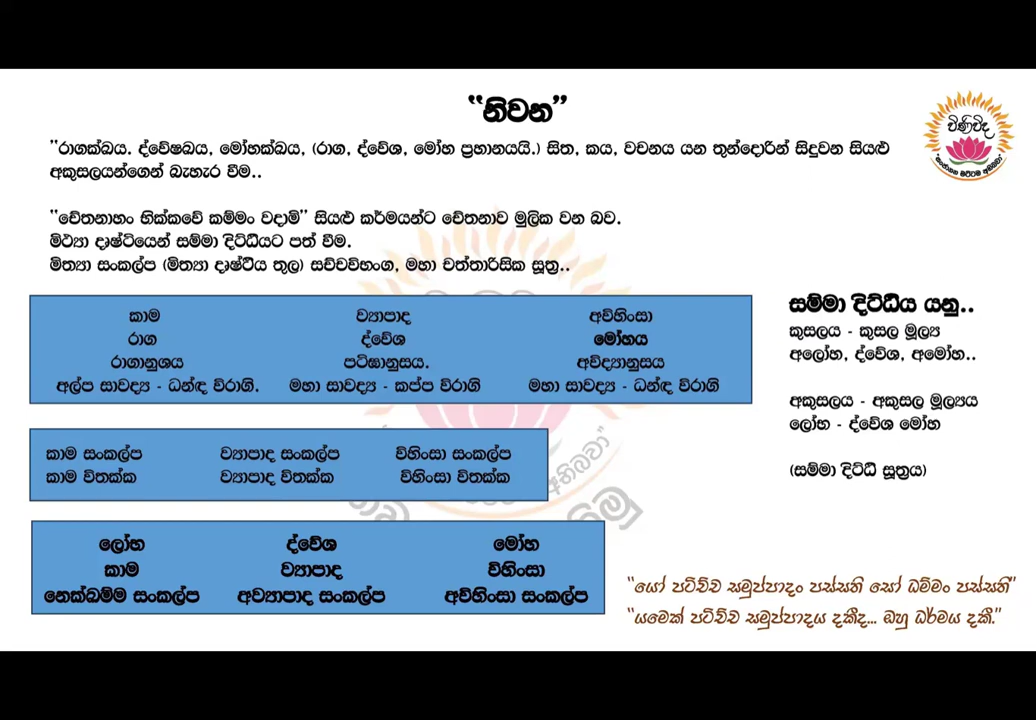 “නිවන”
විණිවිද
“රාගක්ඛය. ද්වේෂඛය, මෝහක්ඛය, (රාග, ද්වේශ, මෝහ ප්‍රහානයයි.) සිත, කය, වචනය යන තුන්දොරින් සිදුවන සියළු
අකුසලයන්ගෙන් බැහැර වීම..
“චේතනාහං භික්කවේ කම්මං වදාමි” සියළු කර්මයන්ට චේතනාව මුලික වන බව.
මිථ්‍යා දෘෂ්ටියෙන් සම්මා දිට්ඨියට පත් වීම.
මිත්‍යා සංකල්ප (මිත්‍යා දෘෂ්ඨිය තුල) සච්චවිභංග, මහා චත්තාරිසික සූත්‍ර..
කාම ව්‍යාපාද අවිහිංසා
රාග ද්වේශ මෝහය
රාගානුශය පටිඝානුසය. අවිද්‍යානුසය
අල්ප සාවද්‍ය - ධන්ද විරාගි. මහා සාවද්‍ය - කප්ප විරාගි මහා සාවද්‍ය - ධන්ද විරාගි
කාම සංකල්ප ව්‍යාපාද සංකල්ප විහිංසා සංකල්ප
කාම විතක්ක ව්‍යාපාද විතක්ක විහිංසා විතක්ක
ලෝභ ද්වේශ මෝහ
කාම ව්‍යාපාද විහිංසා
නෙක්ඛම්ම සංකල්ප අව්‍යාපාද සංකල්ප අවිහිංසා සංකල්ප
සම්මා දිට්ඨිය යනු..
කුසලය - කුසල මූල්‍ය
අලෝභ, ද්වේශ, අමෝහ..
අකුසලය - අකුසල මූල්‍යය
ලෝභ - ද්වේශ මෝහ
(සම්මා දිට්ඨි සූත්‍රය)
“යෝ පටිච්ච සමුප්පාදං පස්සති සෝ ධම්මං පස්සති”
“යමෙක් පටිච්ච සමුප්පාදය දකීද... ඔහු ධර්මය දකී.”